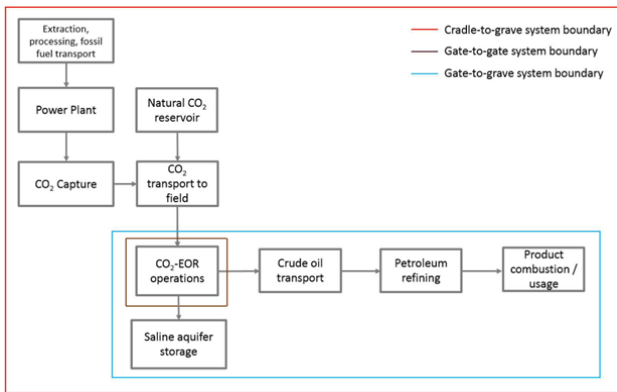 Extraction,
processing, fossil
fuel transport
Cradle-to-grave system boundary
Gate-to-gate system boundary
Gate-to-grave system boundary
Power Plant
Natural CO₂
reservoir
CO₂ Capture
CO₂
transport to
field
CO₂-EOR
operations
Crude oil
transport
Petroleum
refining
Product
combustion /
usage
Saline aquifer
storage